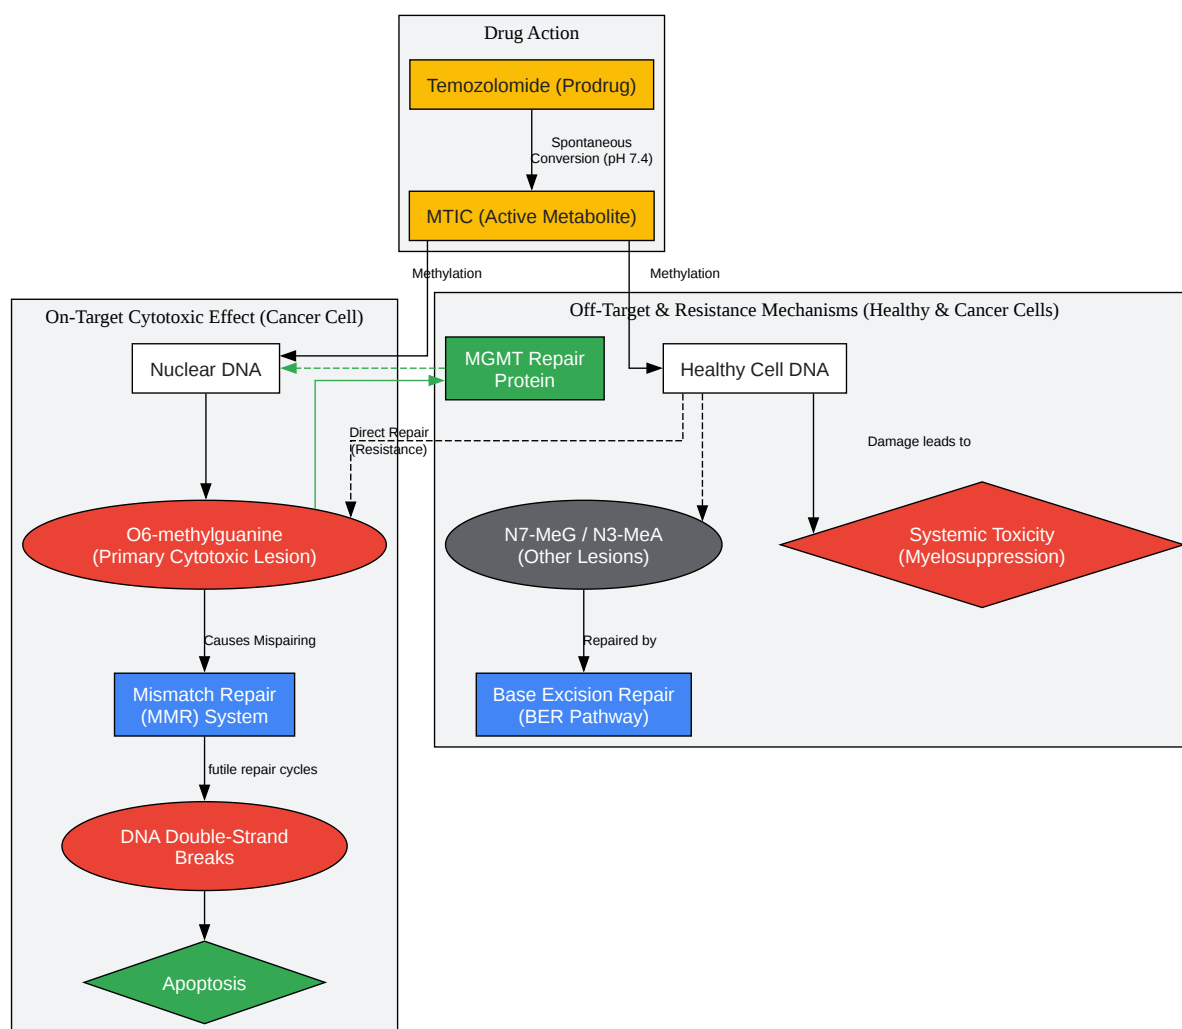 Drug Action
Temozolomide (Prodrug)
Spontaneous
Conversion (pH 7.4)
MTIC (Active Metabolite)
Methylation
Methylation
On-Target Cytotoxic Effect (Cancer Cell)
Off-Target & Resistance Mechanisms (Healthy & Cancer Cells)
Nuclear DNA
MGMT Repair
Protein
Healthy Cell DNA
Direct Repair
(Resistance)
Damage leads to
O6-methylguanine
(Primary Cytotoxic Lesion)
N7-MeG / N3-MeA
(Other Lesions)
Systemic Toxicity
(Myelosuppression)
Causes Mispairing
Repaired by
Mismatch Repair
(MMR) System
Base Excision Repair
(BER Pathway)
futile repair cycles
DNA Double-Strand
Breaks
Apoptosis